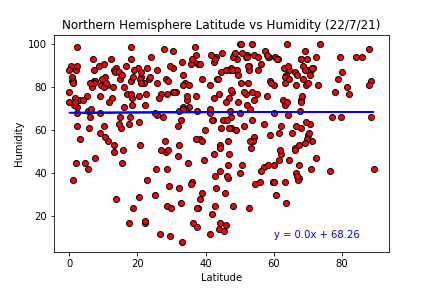 Northern Hemisphere Latitude vs Humidity (22/7/21)
100
80
60
40
20
Humidity
y = 0.0x + 68.26
0 20 40 60 80
Latitude